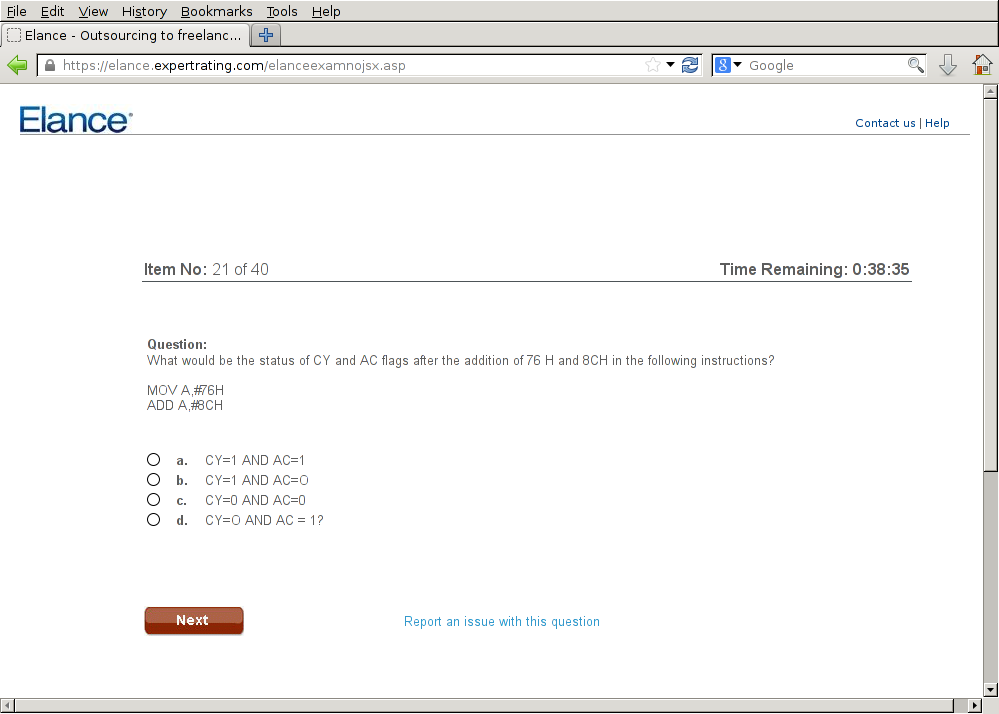 File Edit View History Bookmarks Tools Help
Elance - Outsourcing to freelanc...
https://elance.expertrating.com/elanceexamnojsx.asp
8 Google
Elance
Contact us | Help
Item No: 21 of 40
Time Remaining: 0:38:35
Question:
What would be the status of CY and AC flags after the addition of 76 H and 8CH in the following instructions?
MOV A,#76H
ADD A,#8CH
a. CY=1 AND AC=1
b. CY=1 AND AC=O
c. CY=0 AND AC=0
d. CY=O AND AC = 1?
Next
Report an issue with this question